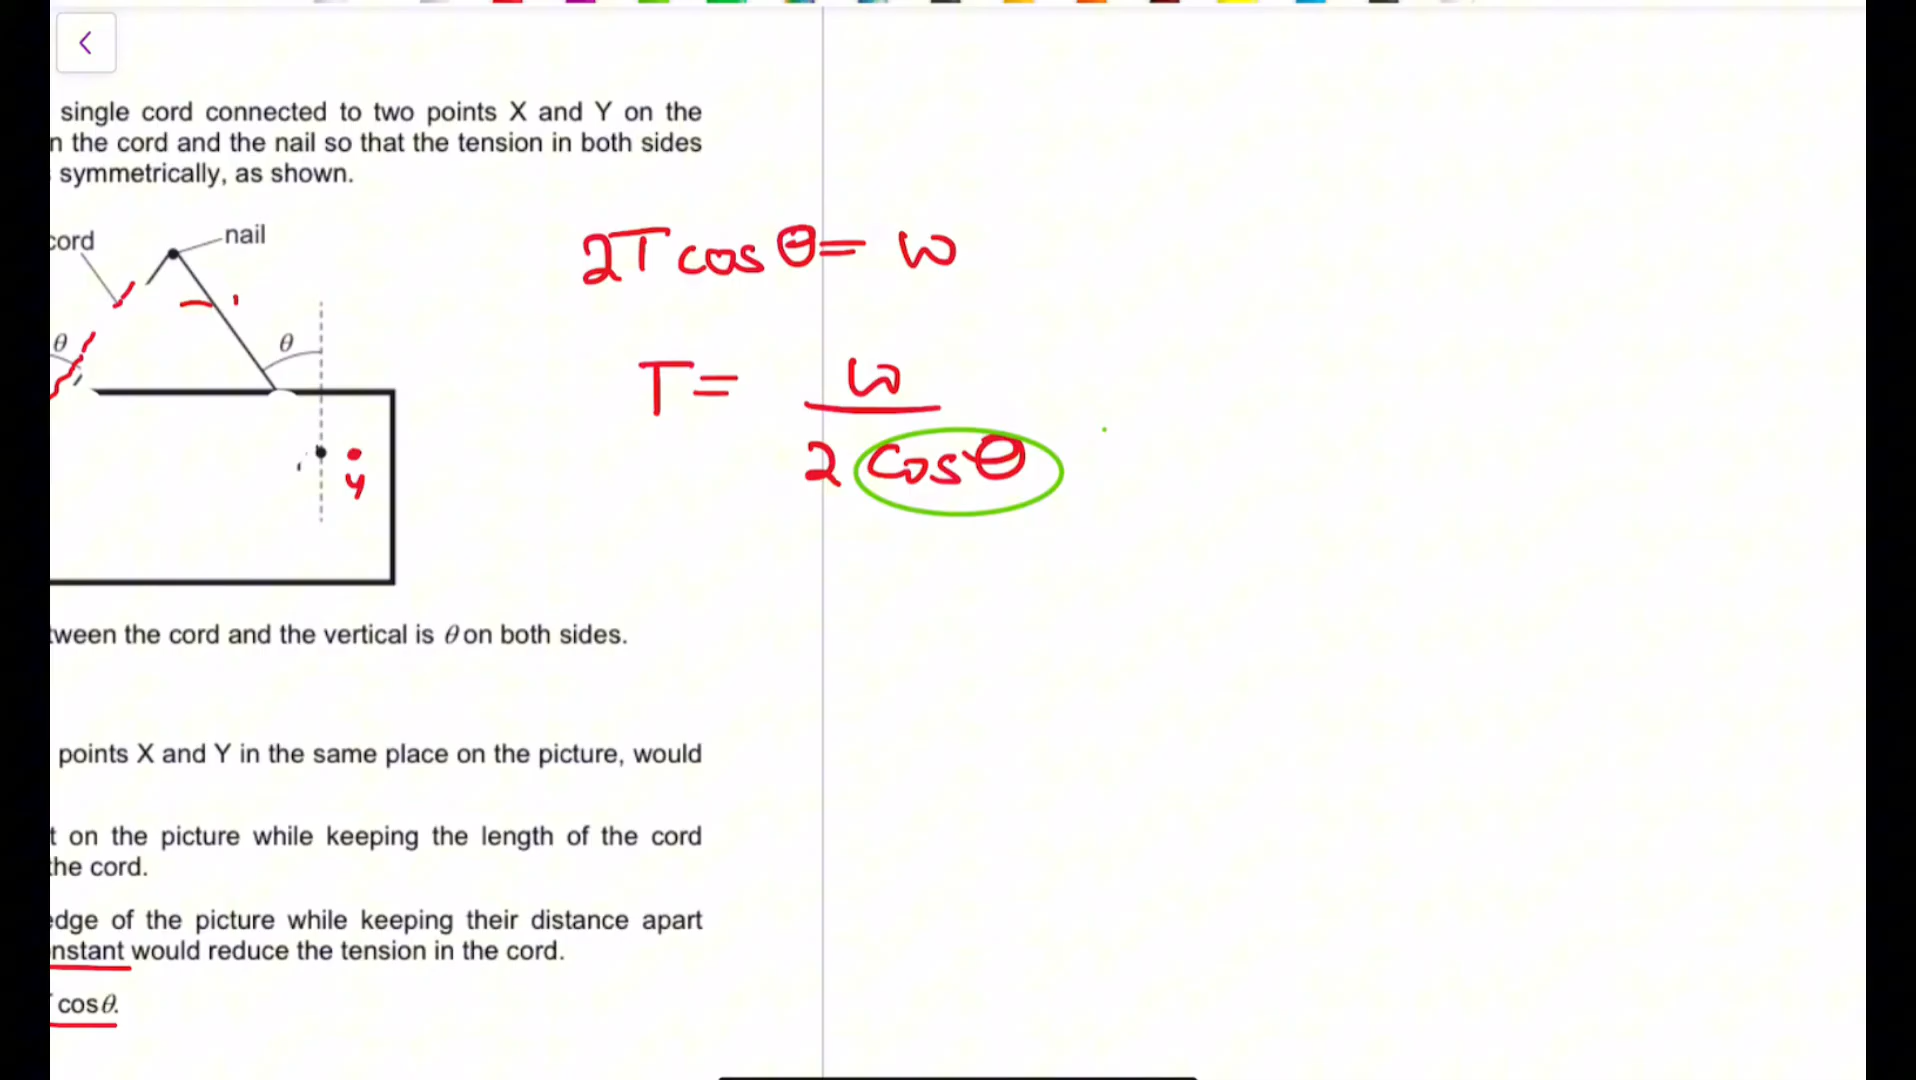 single cord connected to two points X and Y on the
n the cord and the nail so that the tension in both sides
symmetrically, as shown.
cord
nail
θ
θ
Y
2T cos θ = W
T = W
2 cos θ
tween the cord and the vertical is θ on both sides.
points X and Y in the same place on the picture, would
t on the picture while keeping the length of the cord
the cord.
edge of the picture while keeping their distance apart
nstant would reduce the tension in the cord.
cosθ.